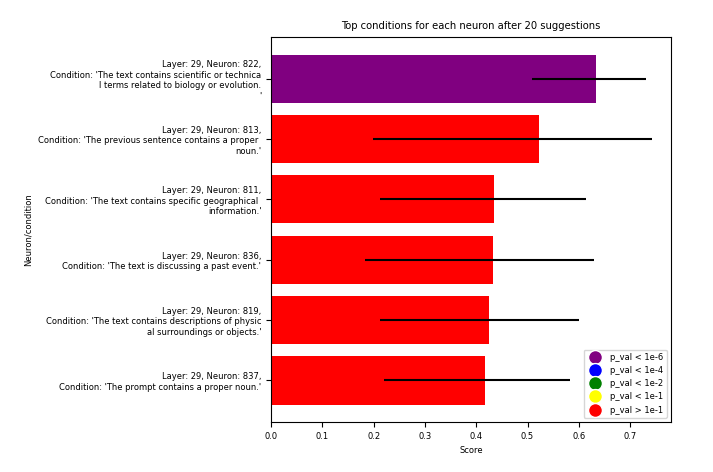 Top conditions for each neuron after 20 suggestions
Layer: 29, Neuron: 822,
Condition: 'The text contains scientific or technica
l terms related to biology or evolution.
'
Layer: 29, Neuron: 813,
Condition: 'The previous sentence contains a proper
noun.'
Layer: 29, Neuron: 811,
Condition: 'The text contains specific geographical
information.'
Layer: 29, Neuron: 836,
Condition: 'The text is discussing a past event.'
Layer: 29, Neuron: 819,
Condition: 'The text contains descriptions of physic
al surroundings or objects.'
Layer: 29, Neuron: 837,
Condition: 'The prompt contains a proper noun.'
Neuron/condition
p_val < 1e-6
p_val < 1e-4
p_val < 1e-2
p_val < 1e-1
p_val > 1e-1
0.0 0.1 0.2 0.3 0.4 0.5 0.6 0.7
Score